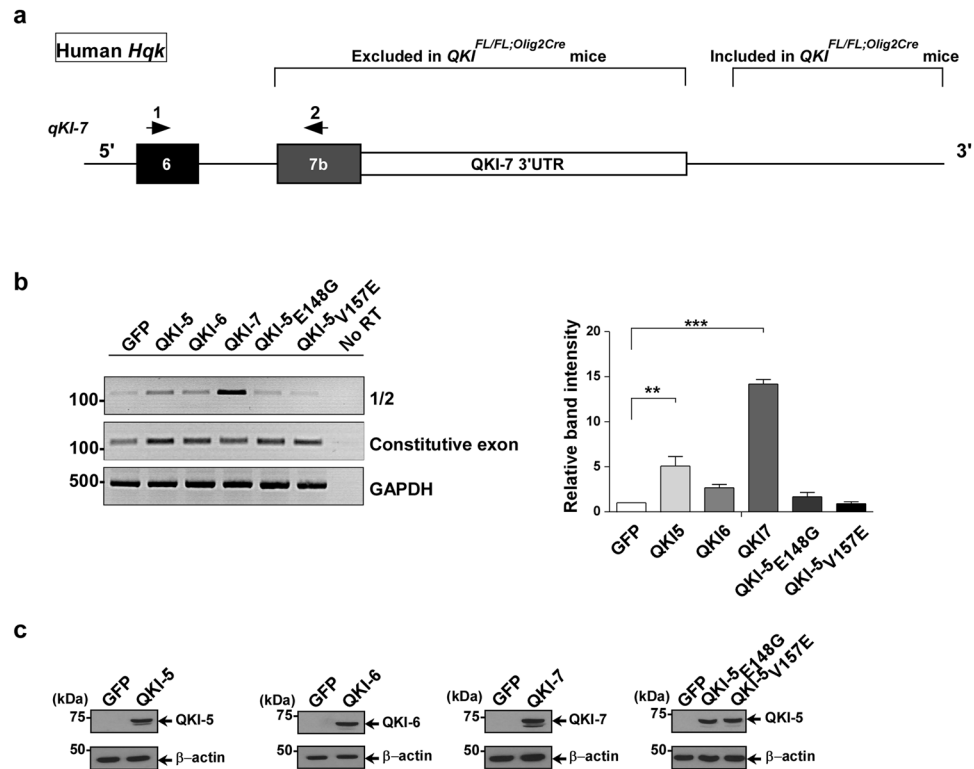 a
Human Hqk
Excluded in QKI FL/FL;Olig2Cre mice
Included in QKI FL/FL;Olig2Cre mice
qKI-7
1
2
5'
6
7b
QKI-7 3'UTR
3'
b
GFP
QKI-5
QKI-6
QKI-7
QKI-5E148G
QKI-5V157E
No RT
100
1/2
100
Constitutive exon
500
GAPDH
Relative band intensity
20
15
10
5
0
***
**
GFP
QKI5
QKI6
QKI7
QKI-5E148G
QKI-5V157E
c
(kDa)
GFP
QKI-5
75
QKI-5
50
β-actin
(kDa)
GFP
QKI-6
75
QKI-6
50
β-actin
(kDa)
GFP
QKI-7
75
QKI-7
50
β-actin
(kDa)
GFP
QKI-5E148G
QKI-5V157E
75
QKI-5
50
β-actin